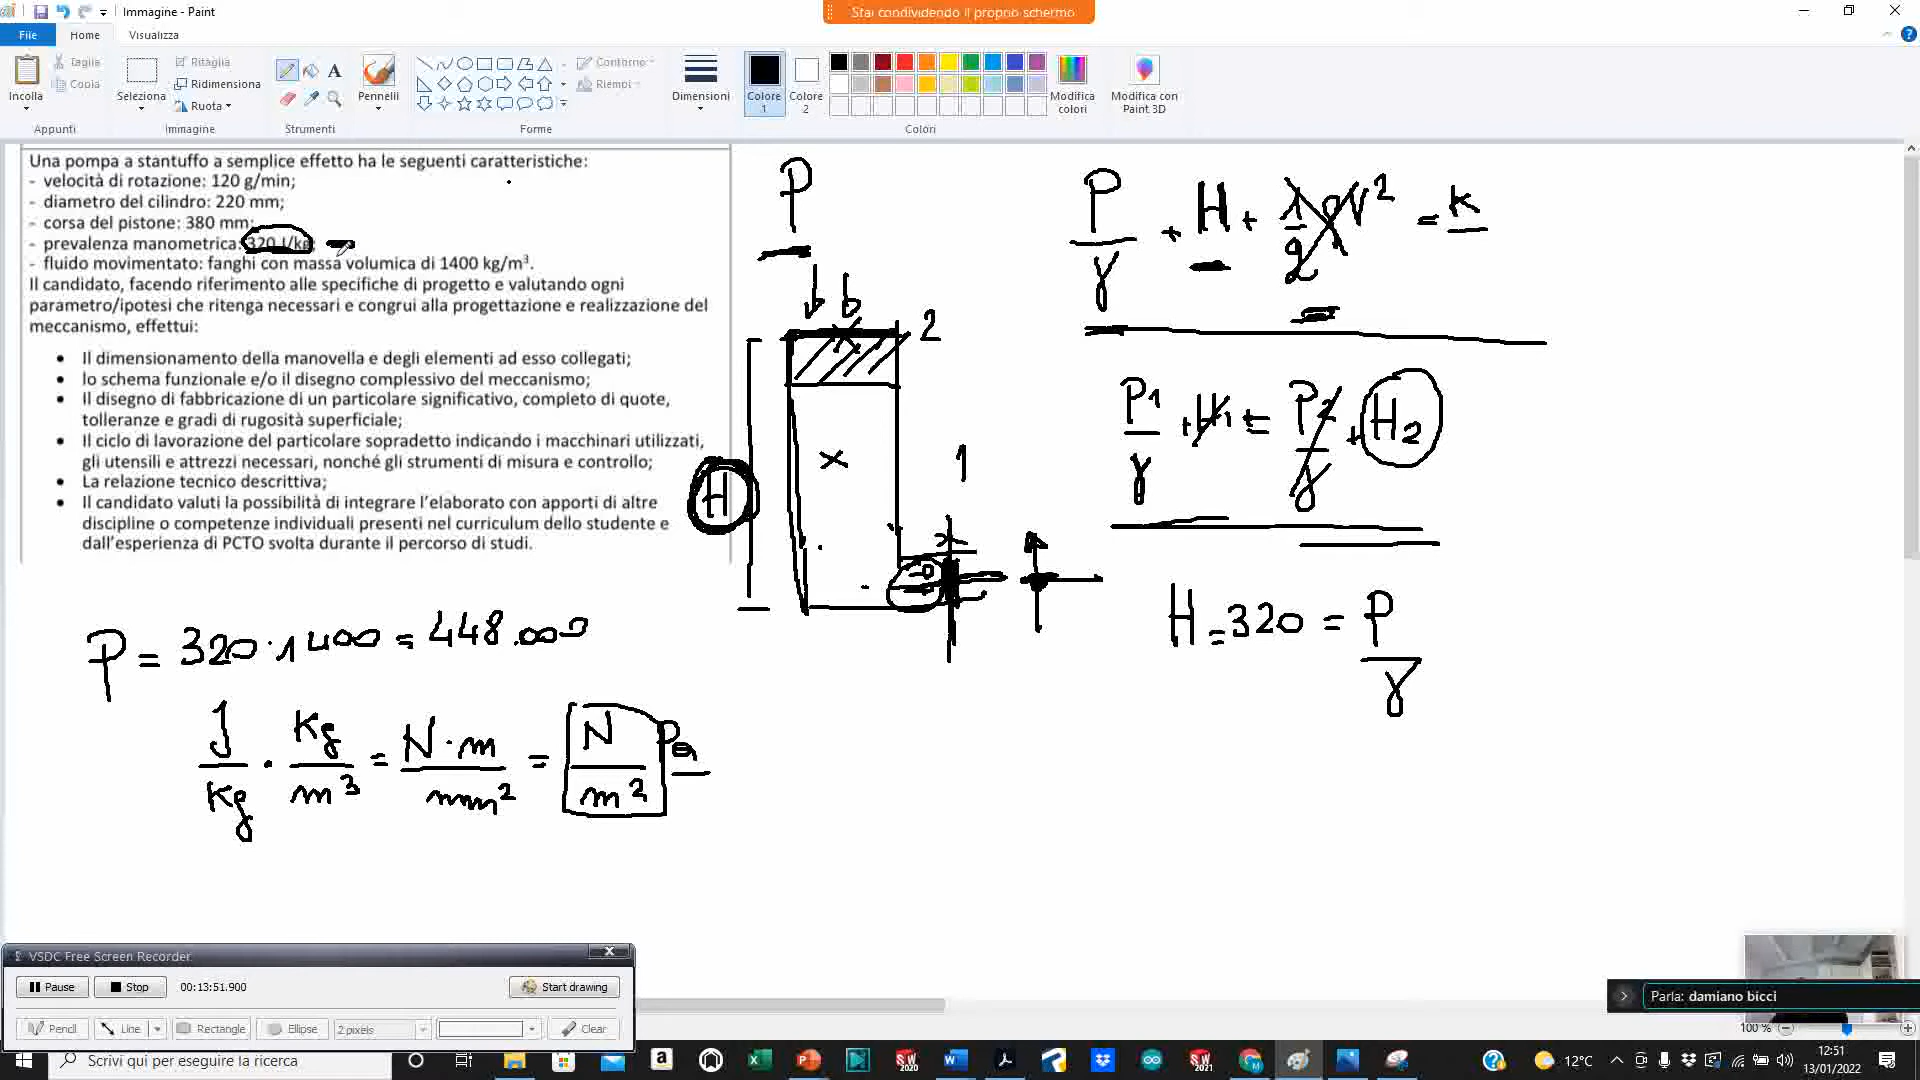 Immagine - Paint
Stai condividendo il proprio schermo
File
Home
Visualizza
Incolla
Taglia
Copia
Appunti
Seleziona
Ritaglia
Ridimensiona
Ruota
Immagine
Strumenti
Pennelli
Forme
Contorno
Riempi
Dimensioni
Colore 1
Colore 2
Colori
Modifica colori
Modifica con Paint 3D
Una pompa a stantuffo a semplice effetto ha le seguenti caratteristiche:
- velocità di rotazione: 120 g/min;
- diametro del cilindro: 220 mm;
- corsa del pistone: 380 mm;
- prevalenza manometrica: 320 J/kg;
- fluido movimentato: fanghi con massa volumica di 1400 kg/m³.
Il candidato, facendo riferimento alle specifiche di progetto e valutando ogni
parametro/ipotesi che ritenga necessari e congrui alla progettazione e realizzazione del
meccanismo, effettui:
• Il dimensionamento della manovella e degli elementi ad esso collegati;
• lo schema funzionale e/o il disegno complessivo del meccanismo;
• Il disegno di fabbricazione di un particolare significativo, completo di quote,
tolleranze e gradi di rugosità superficiale;
• Il ciclo di lavorazione del particolare sopradetto indicando i macchinari utilizzati,
gli utensili e attrezzi necessari, nonché gli strumenti di misura e controllo;
• La relazione tecnico descrittiva;
• Il candidato valuti la possibilità di integrare l'elaborato con apporti di altre
discipline o competenze individuali presenti nel curriculum dello studente e
dall'esperienza di PCTO svolta durante il percorso di studi.
P
2
H
1
P/γ + H + 1/2 ρV² = K
P1/γ + H1 = P2/γ + H2
H = 320 = P/γ
P = 320 · 1400 = 448.000
J/Kg · Kg/m³ = N·m/mm² = N/m² Pa
VSDC Free Screen Recorder
Pause
Stop
00:13:51.900
Start drawing
Pencil
Line
Rectangle
Ellipse
2 pixels
Clear
Parla: damiano bicci
100 %
Scrivi qui per eseguire la ricerca
12°C
12:51
13/01/2022